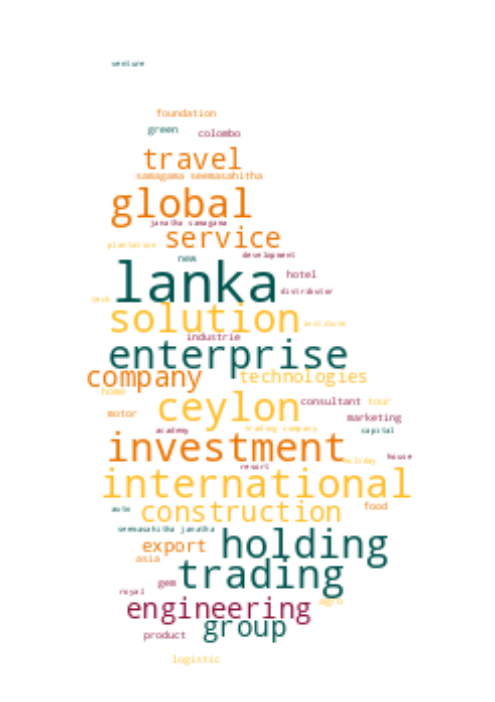 venture
foundation
green
colombo
travel
samagama seemasahitha
global
janatha samagama
service
plantation
development
new
lanka
hotel
distributor
tech
solution
institute
industrie
enterprise
company
technologies
home
ceylon
consultant
tour
motor
marketing
trading company
academy
capital
investment
house
holiday
resort
international
auto
construction
food
seemasahitha janatha
holding
export
asia
trading
gem
royal
agro
engineering
group
product
logistic